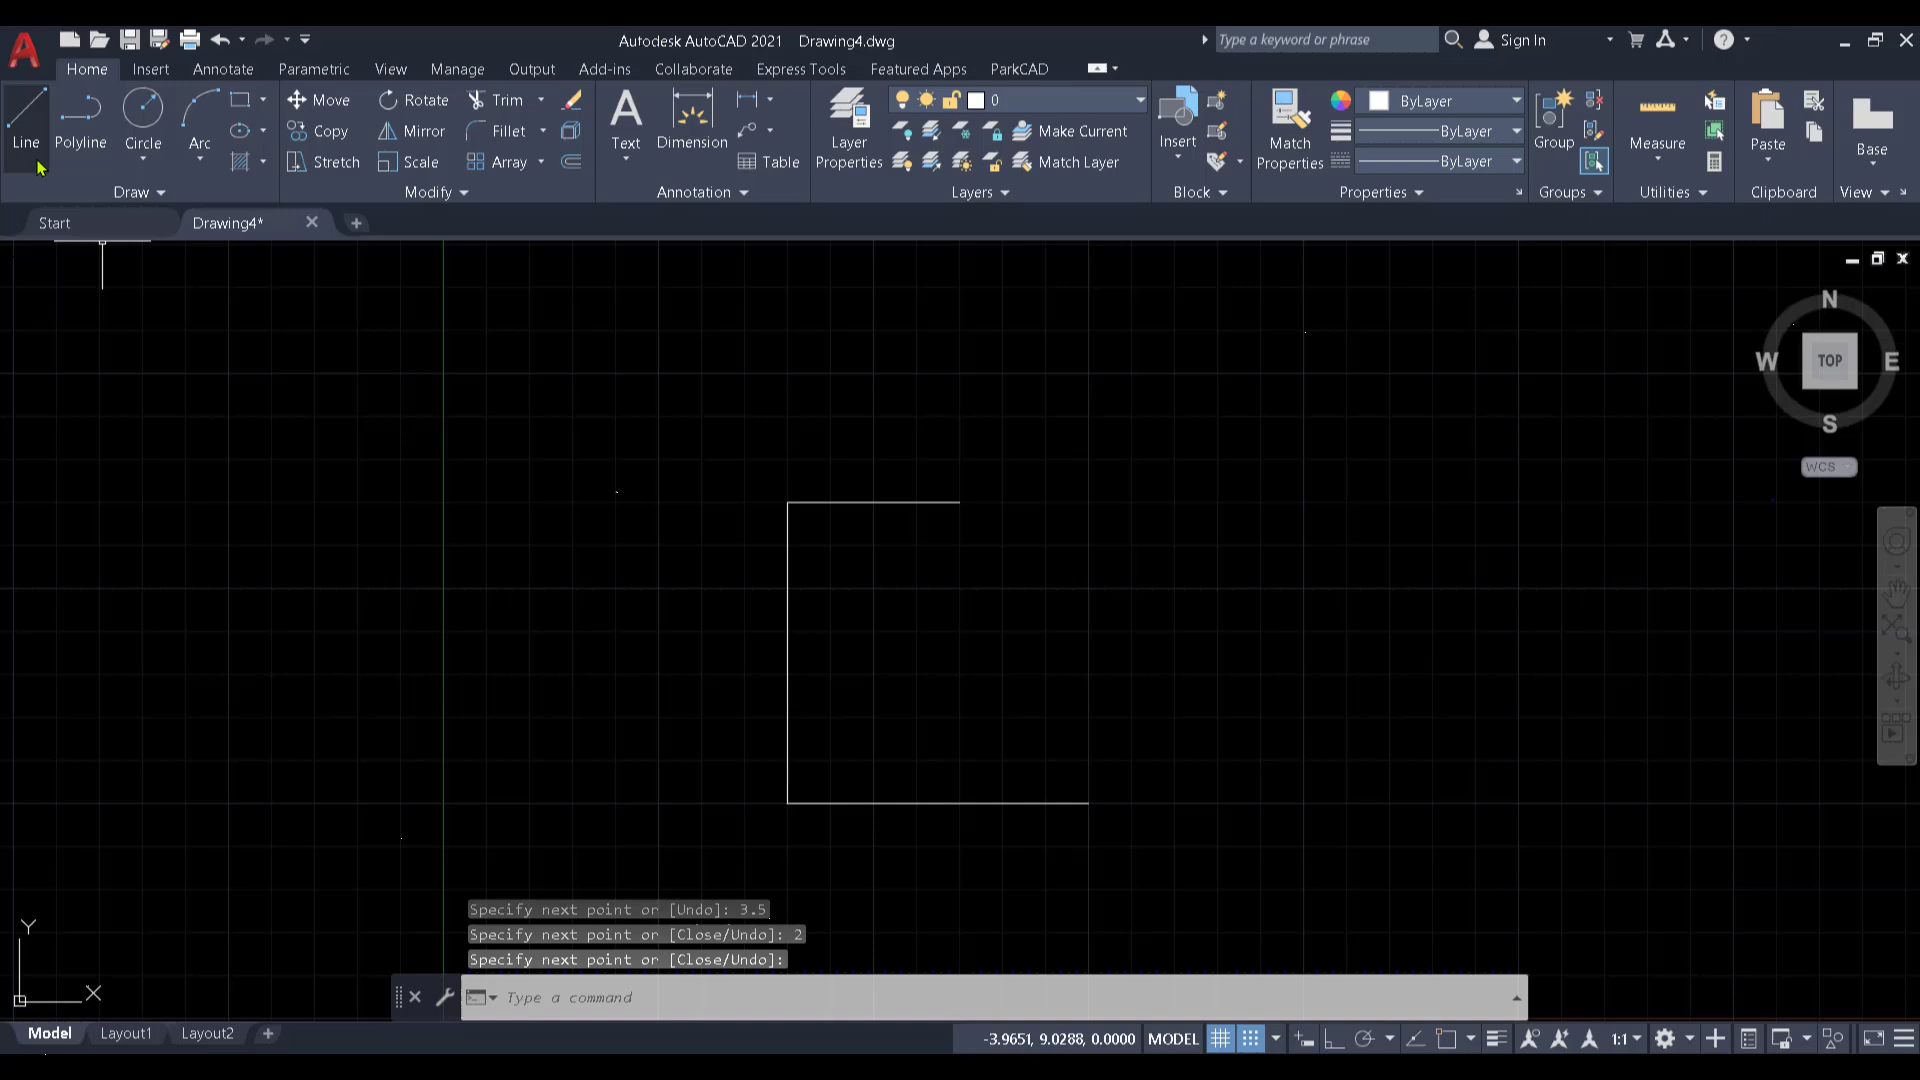 Autodesk AutoCAD 2021 Drawing4.dwg
Type a keyword or phrase
Sign In
Home Insert Annotate Parametric View Manage Output Add-ins Collaborate Express Tools Featured Apps ParkCAD
Line Polyline Circle Arc
Move Rotate Trim
Copy Mirror Fillet
Stretch Scale Array
Text Dimension Table
Layer Properties
0
Make Current
Match Layer
Insert
Match Properties
ByLayer
ByLayer
ByLayer
Group
Measure
Paste
Base
Draw Modify Annotation Layers Block Properties Groups Utilities Clipboard View
Start Drawing4*
N
W TOP E
S
WCS
Specify next point or [Undo]: 3.5
Specify next point or [Close/Undo]: 2
Specify next point or [Close/Undo]:
Y
X
Type a command
Model Layout1 Layout2
-3.9651, 9.0288, 0.0000 MODEL 1:1